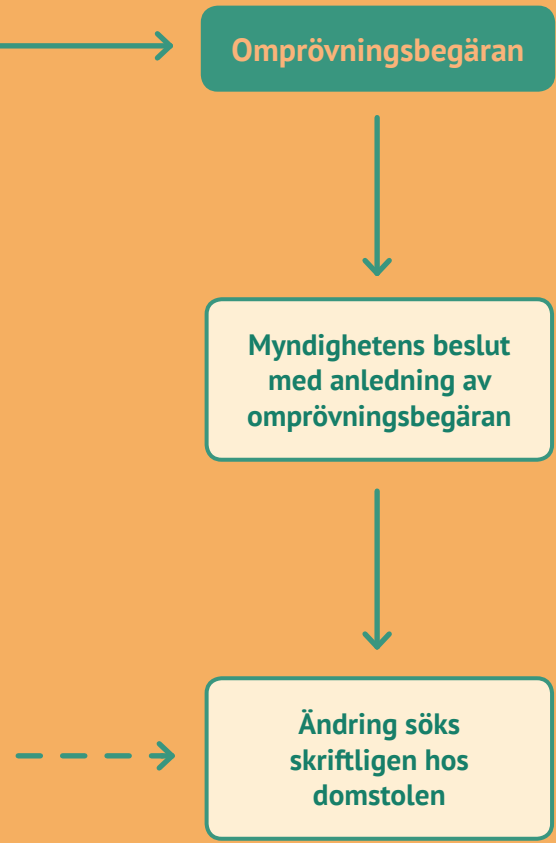 Omprövningsbegäran
Myndighetens beslut
med anledning av
omprövningsbegäran
Ändring söks
skriftligen hos
domstolen